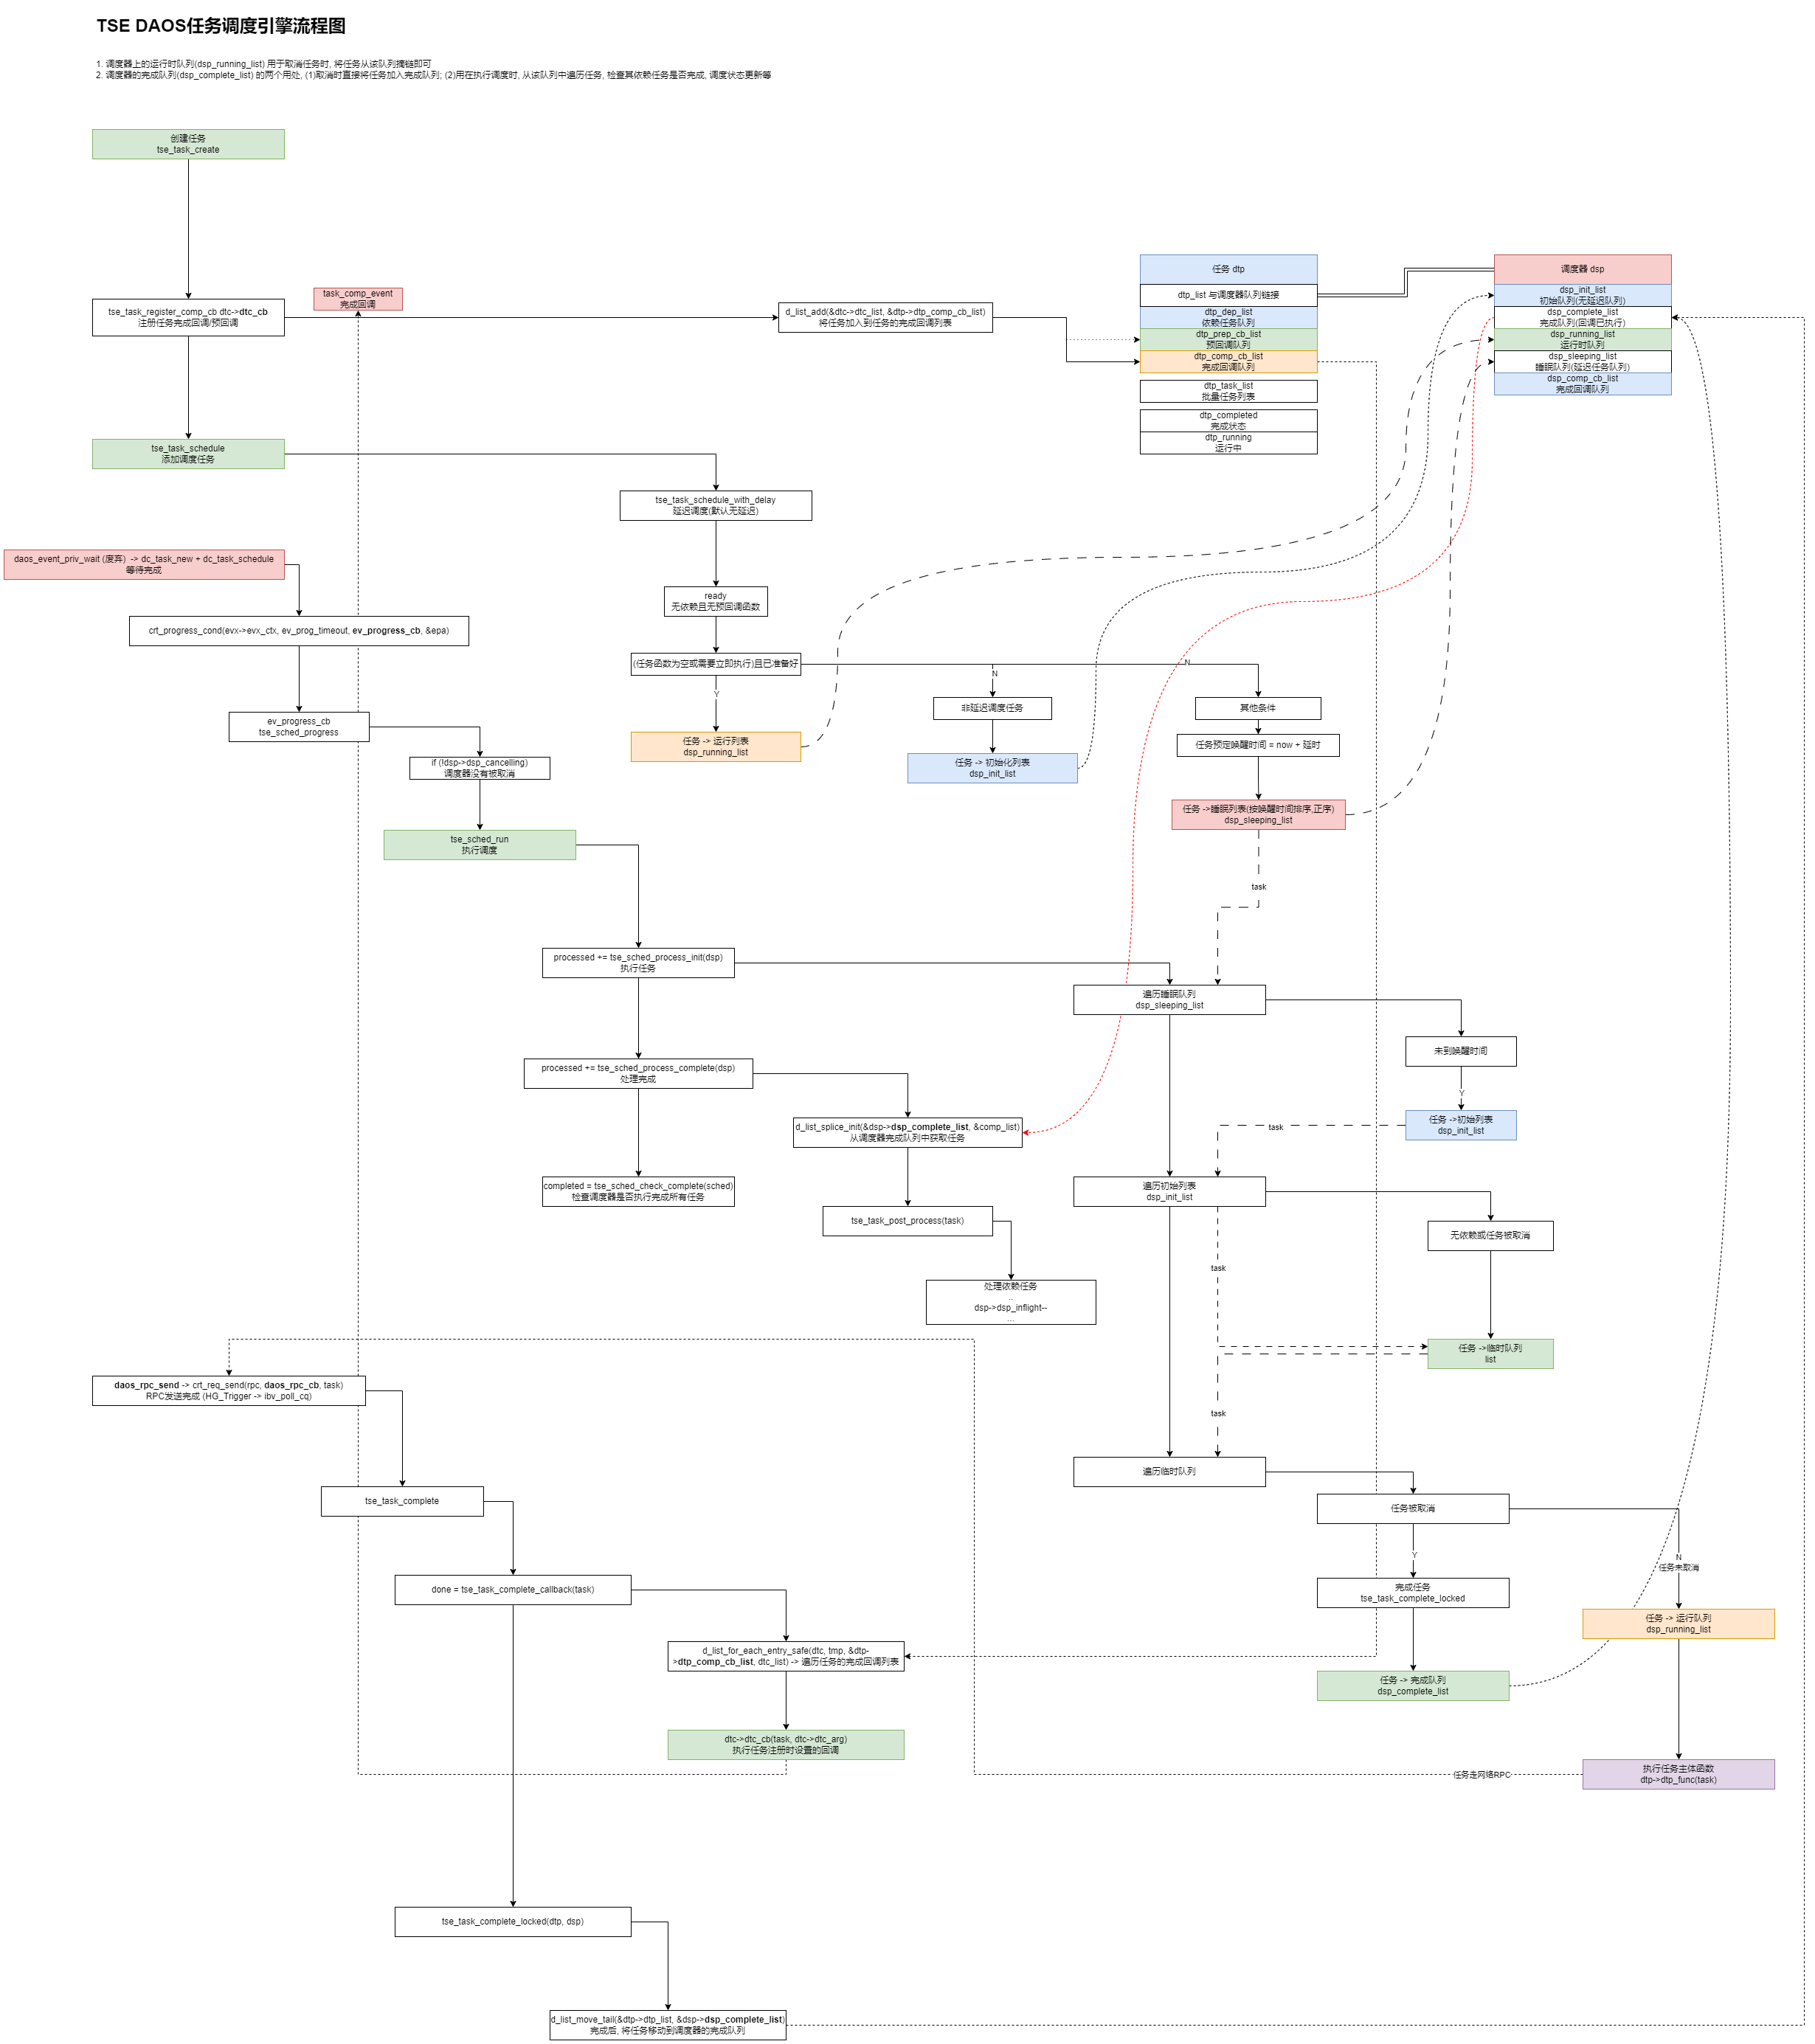 TSE DAOS任务调度引擎流程图
1. 调度器上的运行时队列(dsp_running_list) 用于取消任务时, 将任务从该队列摘链即可
2. 调度器的完成队列(dsp_complete_list) 的两个用处, (1)取消时直接将任务加入完成队列; (2)用在执行调度时, 从该队列中遍历任务, 检查其依赖任务是否完成, 调度状态更新等
创建任务
tse_task_create
tse_task_register_comp_cb dtc->dtc_cb
注册任务完成回调/预回调
task_comp_event
完成回调
d_list_add(&dtc->dtc_list, &dtp->dtp_comp_cb_list)
将任务加入到任务的完成回调列表
任务 dtp
dtp_list 与调度器队列链接
dtp_dep_list
依赖任务队列
dtp_prep_cb_list
预回调队列
dtp_comp_cb_list
完成回调队列
dtp_task_list
批量任务列表
dtp_completed
完成状态
dtp_running
运行中
调度器 dsp
dsp_init_list
初始队列(无延迟队列)
dsp_complete_list
完成队列(回调已执行)
dsp_running_list
运行时队列
dsp_sleeping_list
睡眠队列(延迟任务队列)
dsp_comp_cb_list
完成回调队列
tse_task_schedule
添加调度任务
tse_task_schedule_with_delay
延迟调度(默认无延迟)
daos_event_priv_wait (废弃) -> dc_task_new + dc_task_schedule
等待完成
ready
无依赖且无预回调函数
crt_progress_cond(evx->evx_ctx, ev_prog_timeout, ev_progress_cb, &epa)
(任务函数为空或需要立即执行)且已准备好
N
N
Y
非延迟调度任务
其他条件
ev_progress_cb
tse_sched_progress
任务 -> 运行列表
dsp_running_list
任务预定唤醒时间 = now + 延时
if (!dsp->dsp_cancelling)
调度器没有被取消
任务 -> 初始化列表
dsp_init_list
任务 ->睡眠列表(按唤醒时间排序,正序)
dsp_sleeping_list
tse_sched_run
执行调度
task
processed += tse_sched_process_init(dsp)
执行任务
遍历睡眠队列
dsp_sleeping_list
未到唤醒时间
processed += tse_sched_process_complete(dsp)
处理完成
Y
d_list_splice_init(&dsp->dsp_complete_list, &comp_list)
从调度器完成队列中获取任务
任务 ->初始列表
dsp_init_list
task
completed = tse_sched_check_complete(sched)
检查调度器是否执行完成所有任务
遍历初始列表
dsp_init_list
tse_task_post_process(task)
无依赖或任务被取消
task
处理依赖任务
..
dsp->dsp_inflight--
...
任务 ->临时队列
list
daos_rpc_send -> crt_req_send(rpc, daos_rpc_cb, task)
RPC发送完成 (HG_Trigger -> ibv_poll_cq)
task
遍历临时队列
tse_task_complete
任务被取消
Y
N
任务未取消
done = tse_task_complete_callback(task)
完成任务
tse_task_complete_locked
任务 -> 运行队列
dsp_running_list
d_list_for_each_entry_safe(dtc, tmp, &dtp-
>dtp_comp_cb_list, dtc_list) -> 遍历任务的完成回调列表
任务 -> 完成队列
dsp_complete_list
dtc->dtc_cb(task, dtc->dtc_arg)
执行任务注册时设置的回调
任务走网络RPC
执行任务主体函数
dtp->dtp_func(task)
tse_task_complete_locked(dtp, dsp)
d_list_move_tail(&dtp->dtp_list, &dsp->dsp_complete_list)
完成后, 将任务移动到调度器的完成队列